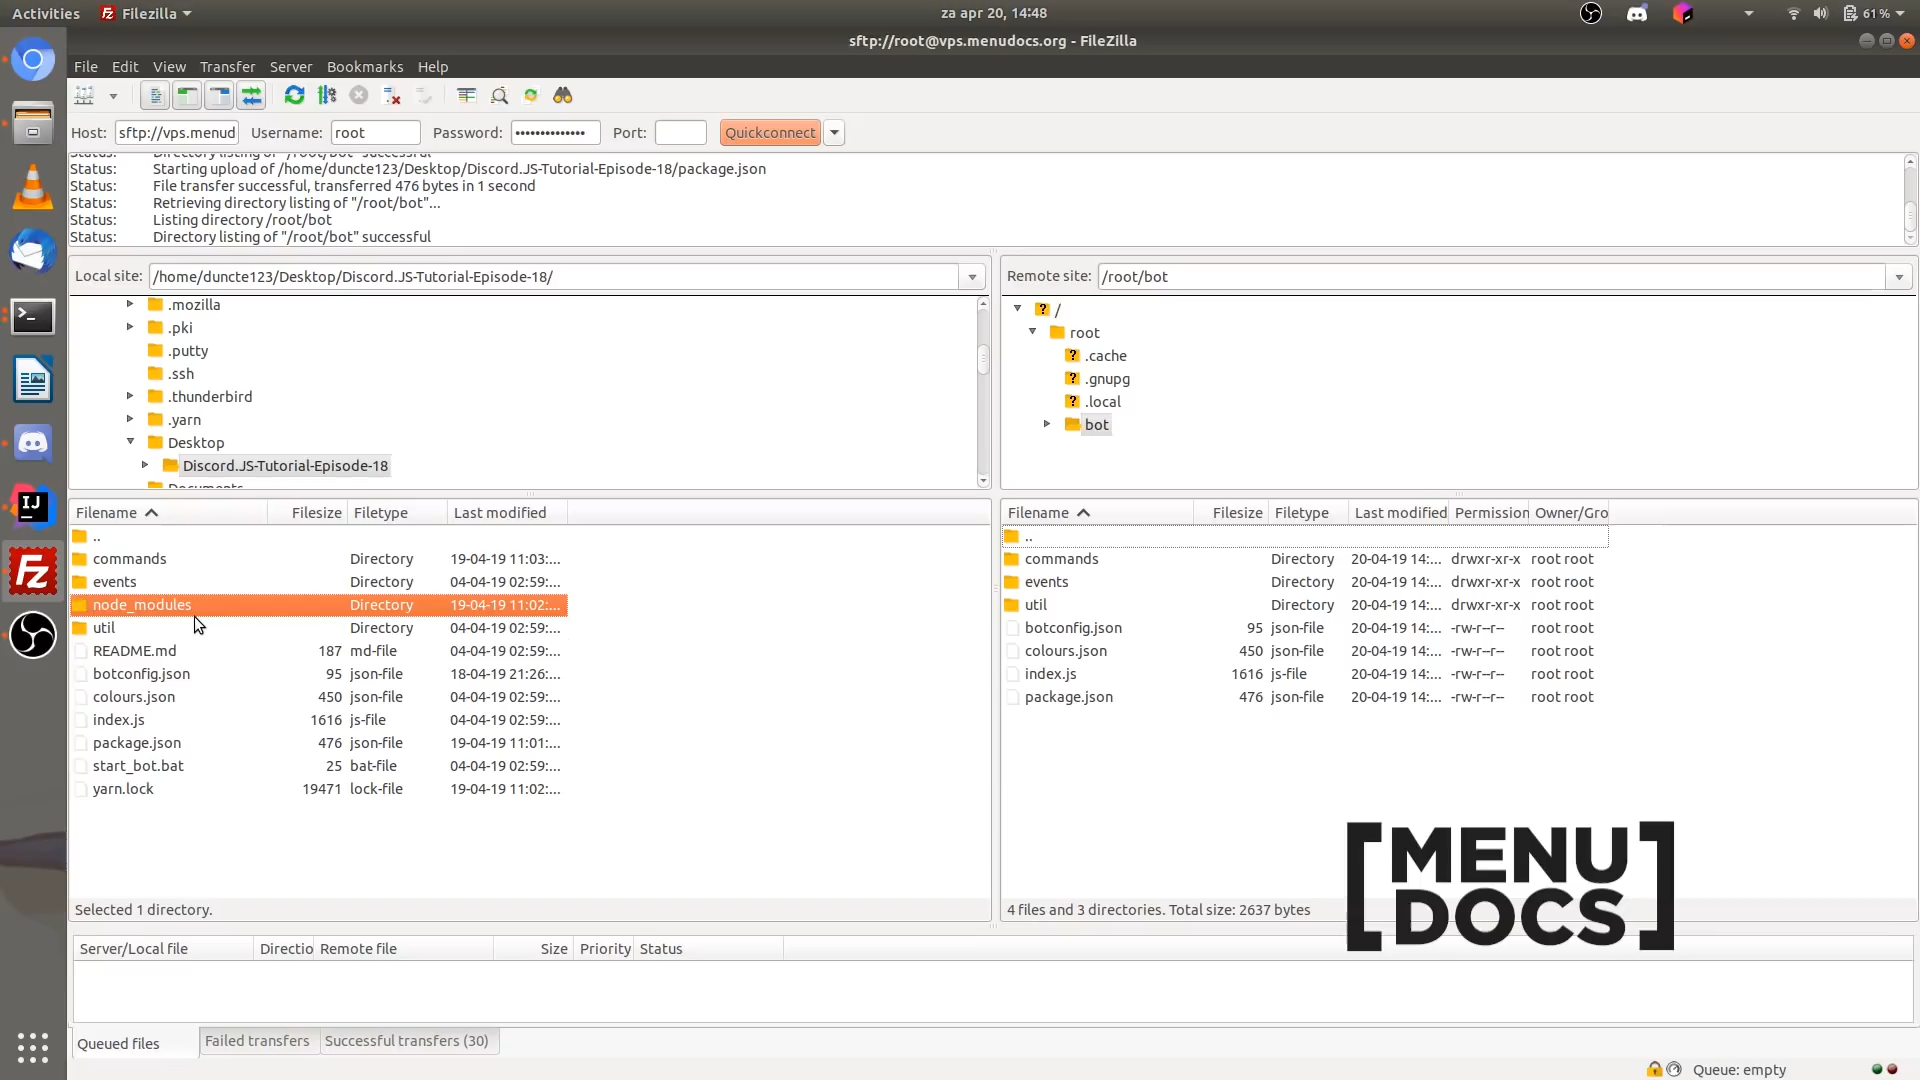 Activities Filezilla za apr 20, 14:48 61 %
sftp://root@vps.menudocs.org - FileZilla
File Edit View Transfer Server Bookmarks Help
Host: sftp://vps.menud Username: root Password: •••••••••••••• Port: Quickconnect
Status: Directory listing of "/root/bot" successful
Status: Starting upload of /home/duncte123/Desktop/Discord.JS-Tutorial-Episode-18/package.json
Status: File transfer successful, transferred 476 bytes in 1 second
Status: Retrieving directory listing of "/root/bot"...
Status: Listing directory /root/bot
Status: Directory listing of "/root/bot" successful
Local site: /home/duncte123/Desktop/Discord.JS-Tutorial-Episode-18/
.mozilla
.pki
.putty
.ssh
.thunderbird
.yarn
Desktop
Discord.JS-Tutorial-Episode-18
Documents
Remote site: /root/bot
/
root
.cache
.gnupg
.local
bot
Filename Filesize Filetype Last modified
..
commands Directory 19-04-19 11:03:...
events Directory 04-04-19 02:59:...
node_modules Directory 19-04-19 11:02:...
util Directory 04-04-19 02:59:...
README.md 187 md-file 04-04-19 02:59:...
botconfig.json 95 json-file 18-04-19 21:26:...
colours.json 450 json-file 04-04-19 02:59:...
index.js 1616 js-file 04-04-19 02:59:...
package.json 476 json-file 19-04-19 11:01:...
start_bot.bat 25 bat-file 04-04-19 02:59:...
yarn.lock 19471 lock-file 19-04-19 11:02:...
Selected 1 directory.
Filename Filesize Filetype Last modified Permission Owner/Gro
..
commands Directory 20-04-19 14:... drwxr-xr-x root root
events Directory 20-04-19 14:... drwxr-xr-x root root
util Directory 20-04-19 14:... drwxr-xr-x root root
botconfig.json 95 json-file 20-04-19 14:... -rw-r--r-- root root
colours.json 450 json-file 20-04-19 14:... -rw-r--r-- root root
index.js 1616 js-file 20-04-19 14:... -rw-r--r-- root root
package.json 476 json-file 20-04-19 14:... -rw-r--r-- root root
4 files and 3 directories. Total size: 2637 bytes
[MENU
DOCS]
Server/Local file Directio Remote file Size Priority Status
Queued files Failed transfers Successful transfers (30)
Queue: empty